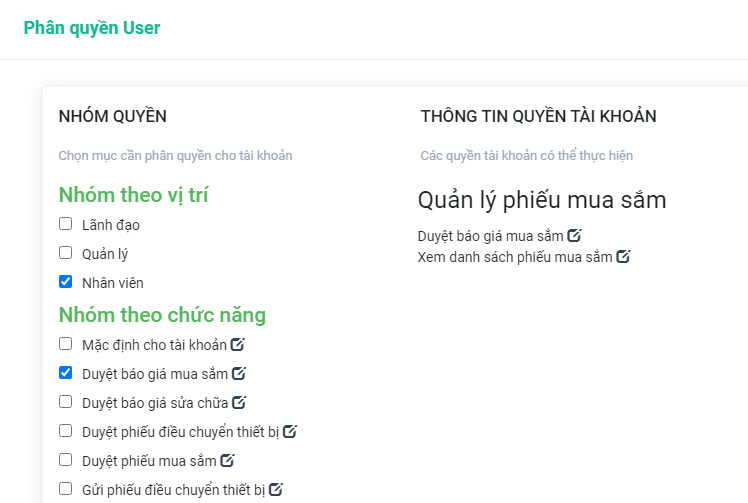 Phân quyền User
NHÓM QUYỀN
Chọn mục cần phân quyền cho tài khoản
Nhóm theo vị trí
Lãnh đạo
Quản lý
Nhân viên
Nhóm theo chức năng
Mặc định cho tài khoản
Duyệt báo giá mua sắm
Duyệt báo giá sửa chữa
Duyệt phiếu điều chuyển thiết bị
Duyệt phiếu mua sắm
Gửi phiếu điều chuyển thiết bị
THÔNG TIN QUYỀN TÀI KHOẢN
Các quyền tài khoản có thể thực hiện
Quản lý phiếu mua sắm
Duyệt báo giá mua sắm
Xem danh sách phiếu mua sắm